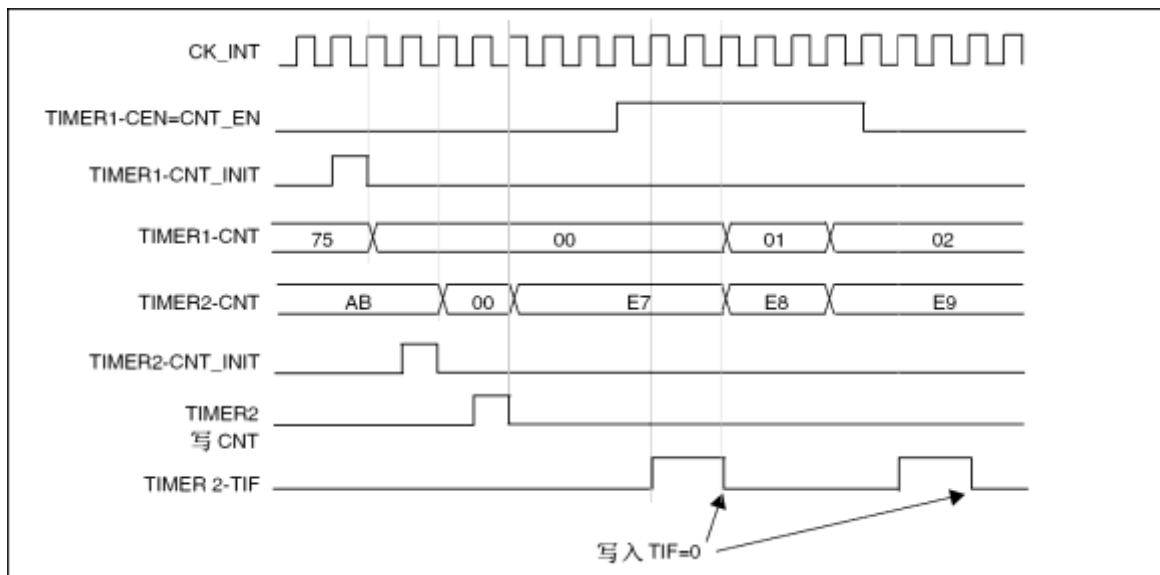 CK_INT
TIMER1-CEN=CNT_EN
TIMER1-CNT_INIT
TIMER1-CNT 75 00 01 02
TIMER2-CNT AB 00 E7 E8 E9
TIMER2-CNT_INIT
TIMER2
写 CNT
TIMER 2-TIF
写入 TIF=0